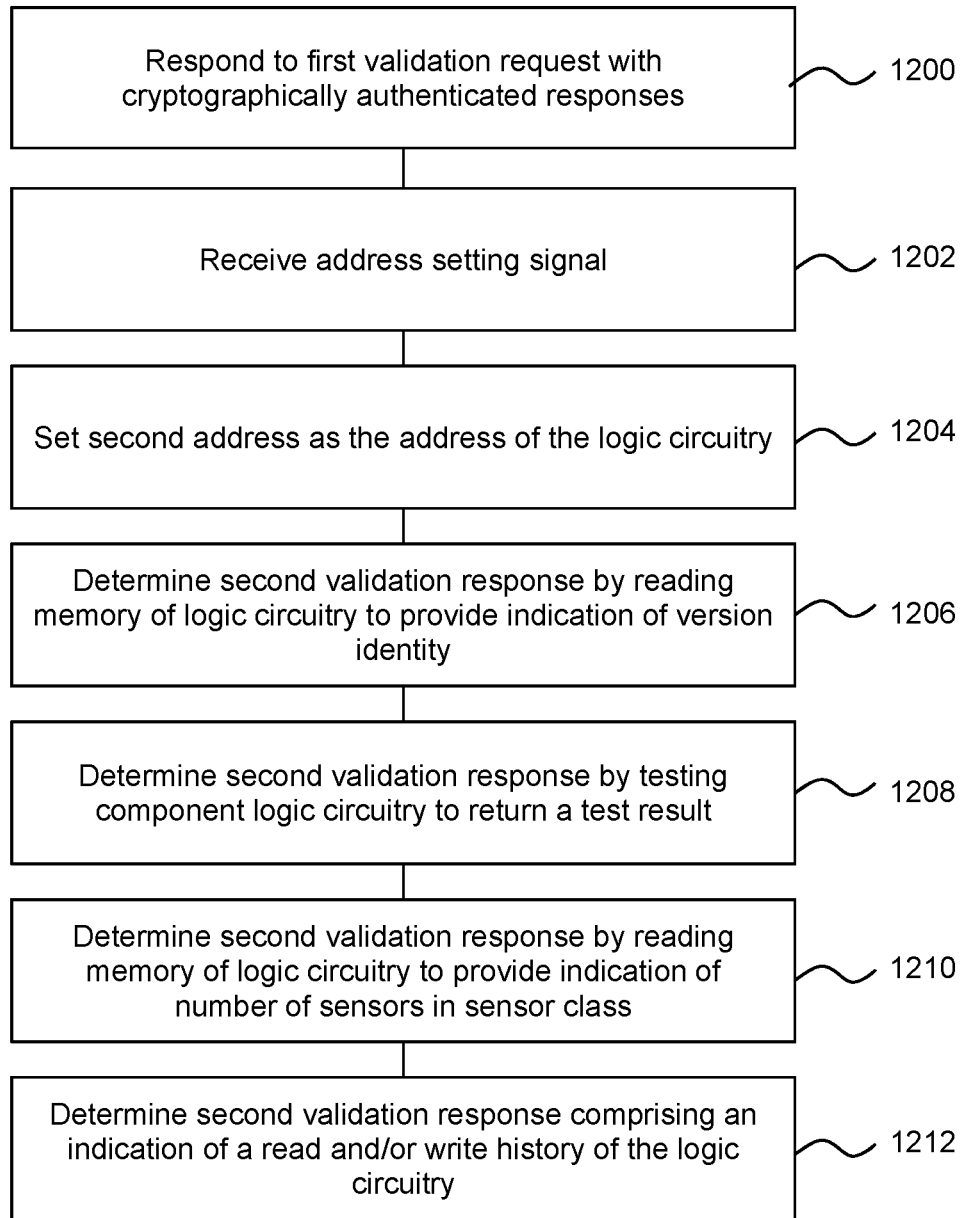 Respond to first validation request with
cryptographically authenticated responses
1200
Receive address setting signal
1202
Set second address as the address of the logic circuitry
1204
Determine second validation response by reading
memory of logic circuitry to provide indication of version
identity
1206
Determine second validation response by testing
component logic circuitry to return a test result
1208
Determine second validation response by reading
memory of logic circuitry to provide indication of
number of sensors in sensor class
1210
Determine second validation response comprising an
indication of a read and/or write history of the logic
circuitry
1212